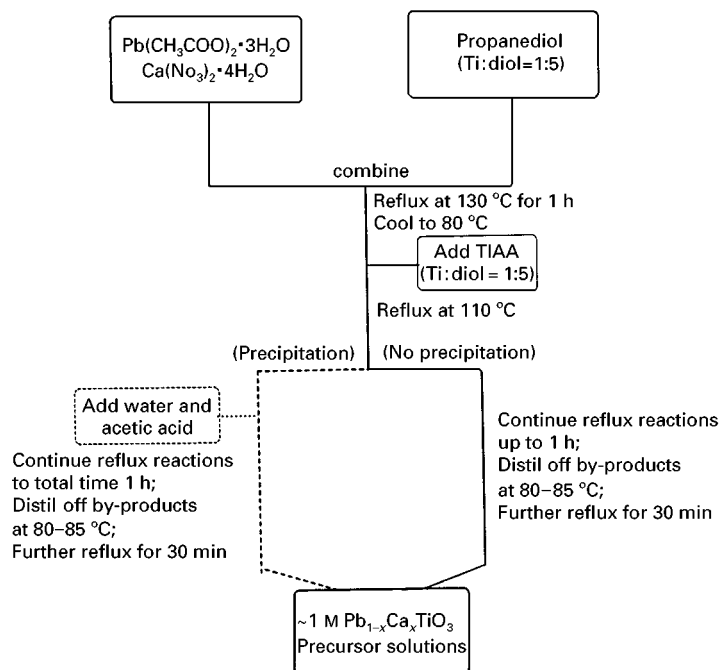 Pb(CH₃COO)₂·3H₂O
Ca(No₃)₂·4H₂O
Propanediol
(Ti:diol=1:5)
combine
Reflux at 130 °C for 1 h
Cool to 80 °C
Add TIAA
(Ti:diol = 1:5)
Reflux at 110 °C
(Precipitation)
(No precipitation)
Add water and
acetic acid
Continue reflux reactions
to total time 1 h;
Distil off by-products
at 80–85 °C;
Further reflux for 30 min
Continue reflux reactions
up to 1 h;
Distil off by-products
at 80–85 °C;
Further reflux for 30 min
~1 M Pb₁₋ₓCaₓTiO₃
Precursor solutions